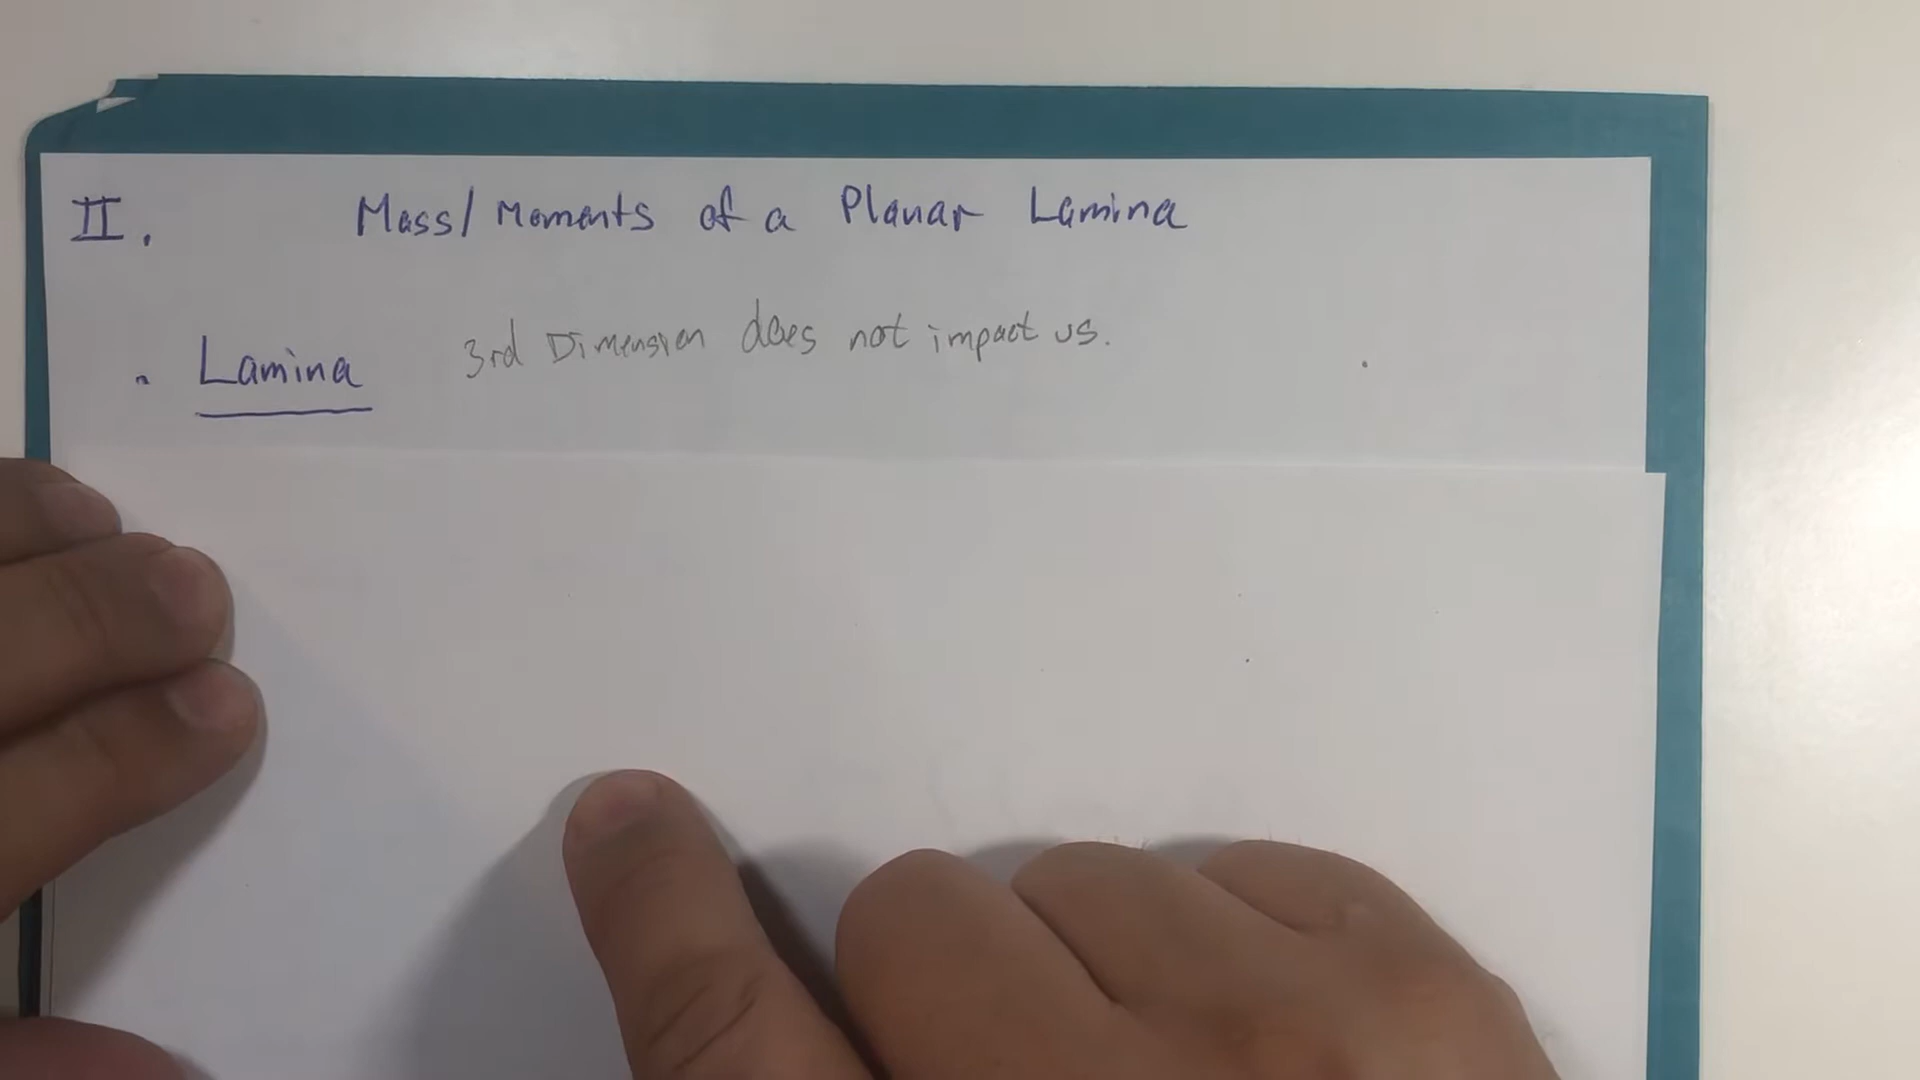 II. Mass/Moments of a Planar Lamina
Lamina 3rd Dimension does not impact us.